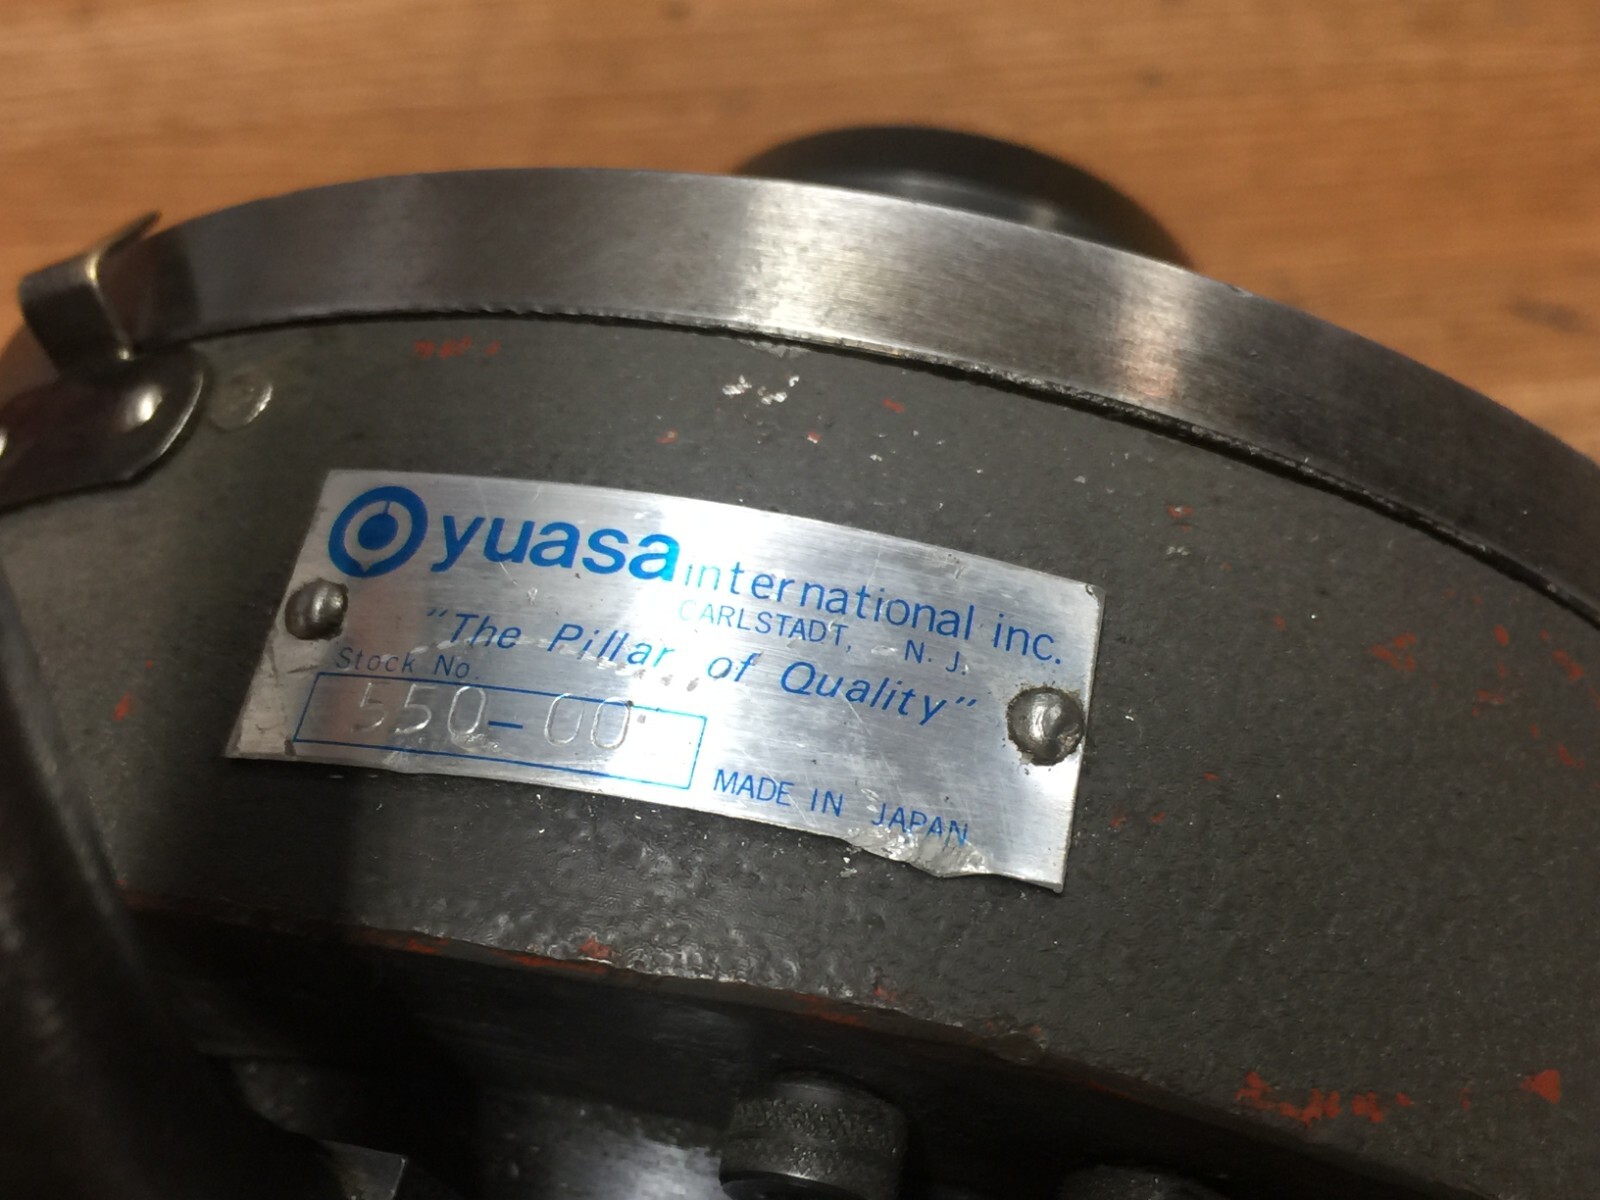 yuasa international inc.
CARLSTADT, N. J.
"The Pillar of Quality"
Stock No.
550-00
MADE IN JAPAN